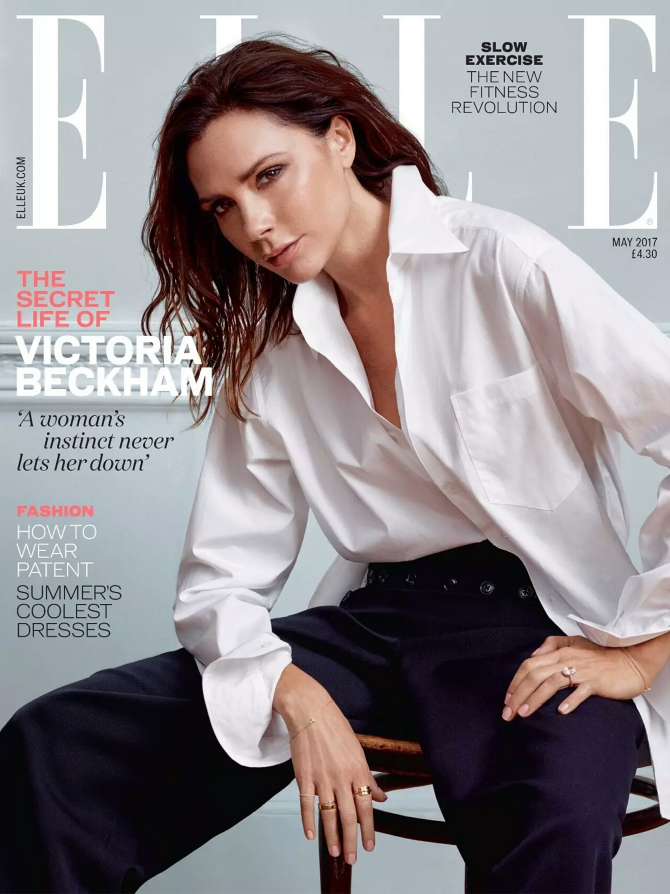 ELLE
SLOW
EXERCISE
THE NEW
FITNESS
REVOLUTION
ELLEUK.COM
®
MAY 2017
£4.30
THE
SECRET
LIFE OF
VICTORIA
BECKHAM
‘A woman’s
instinct never
lets her down’
FASHION
HOW TO
WEAR
PATENT
SUMMER'S
COOLEST
DRESSES